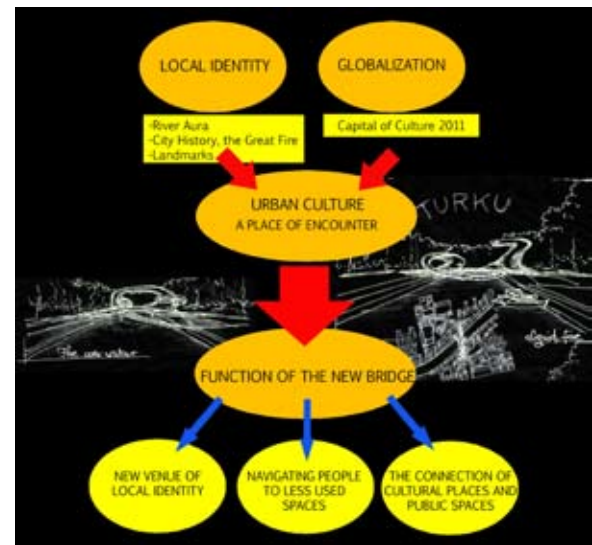 LOCAL IDENTITY
GLOBALIZATION
-River Aura
-City History, the Great Fire
-Landmarks
Capital of Culture 2011
URBAN CULTURE
A PLACE OF ENCOUNTER
TURKU
FUNCTION OF THE NEW BRIDGE
NEW VENUE OF
LOCAL IDENTITY
NAVIGATING PEOPLE
TO LESS USED
SPACES
THE CONNECTION OF
CULTURAL PLACES AND
PUBLIC SPACES